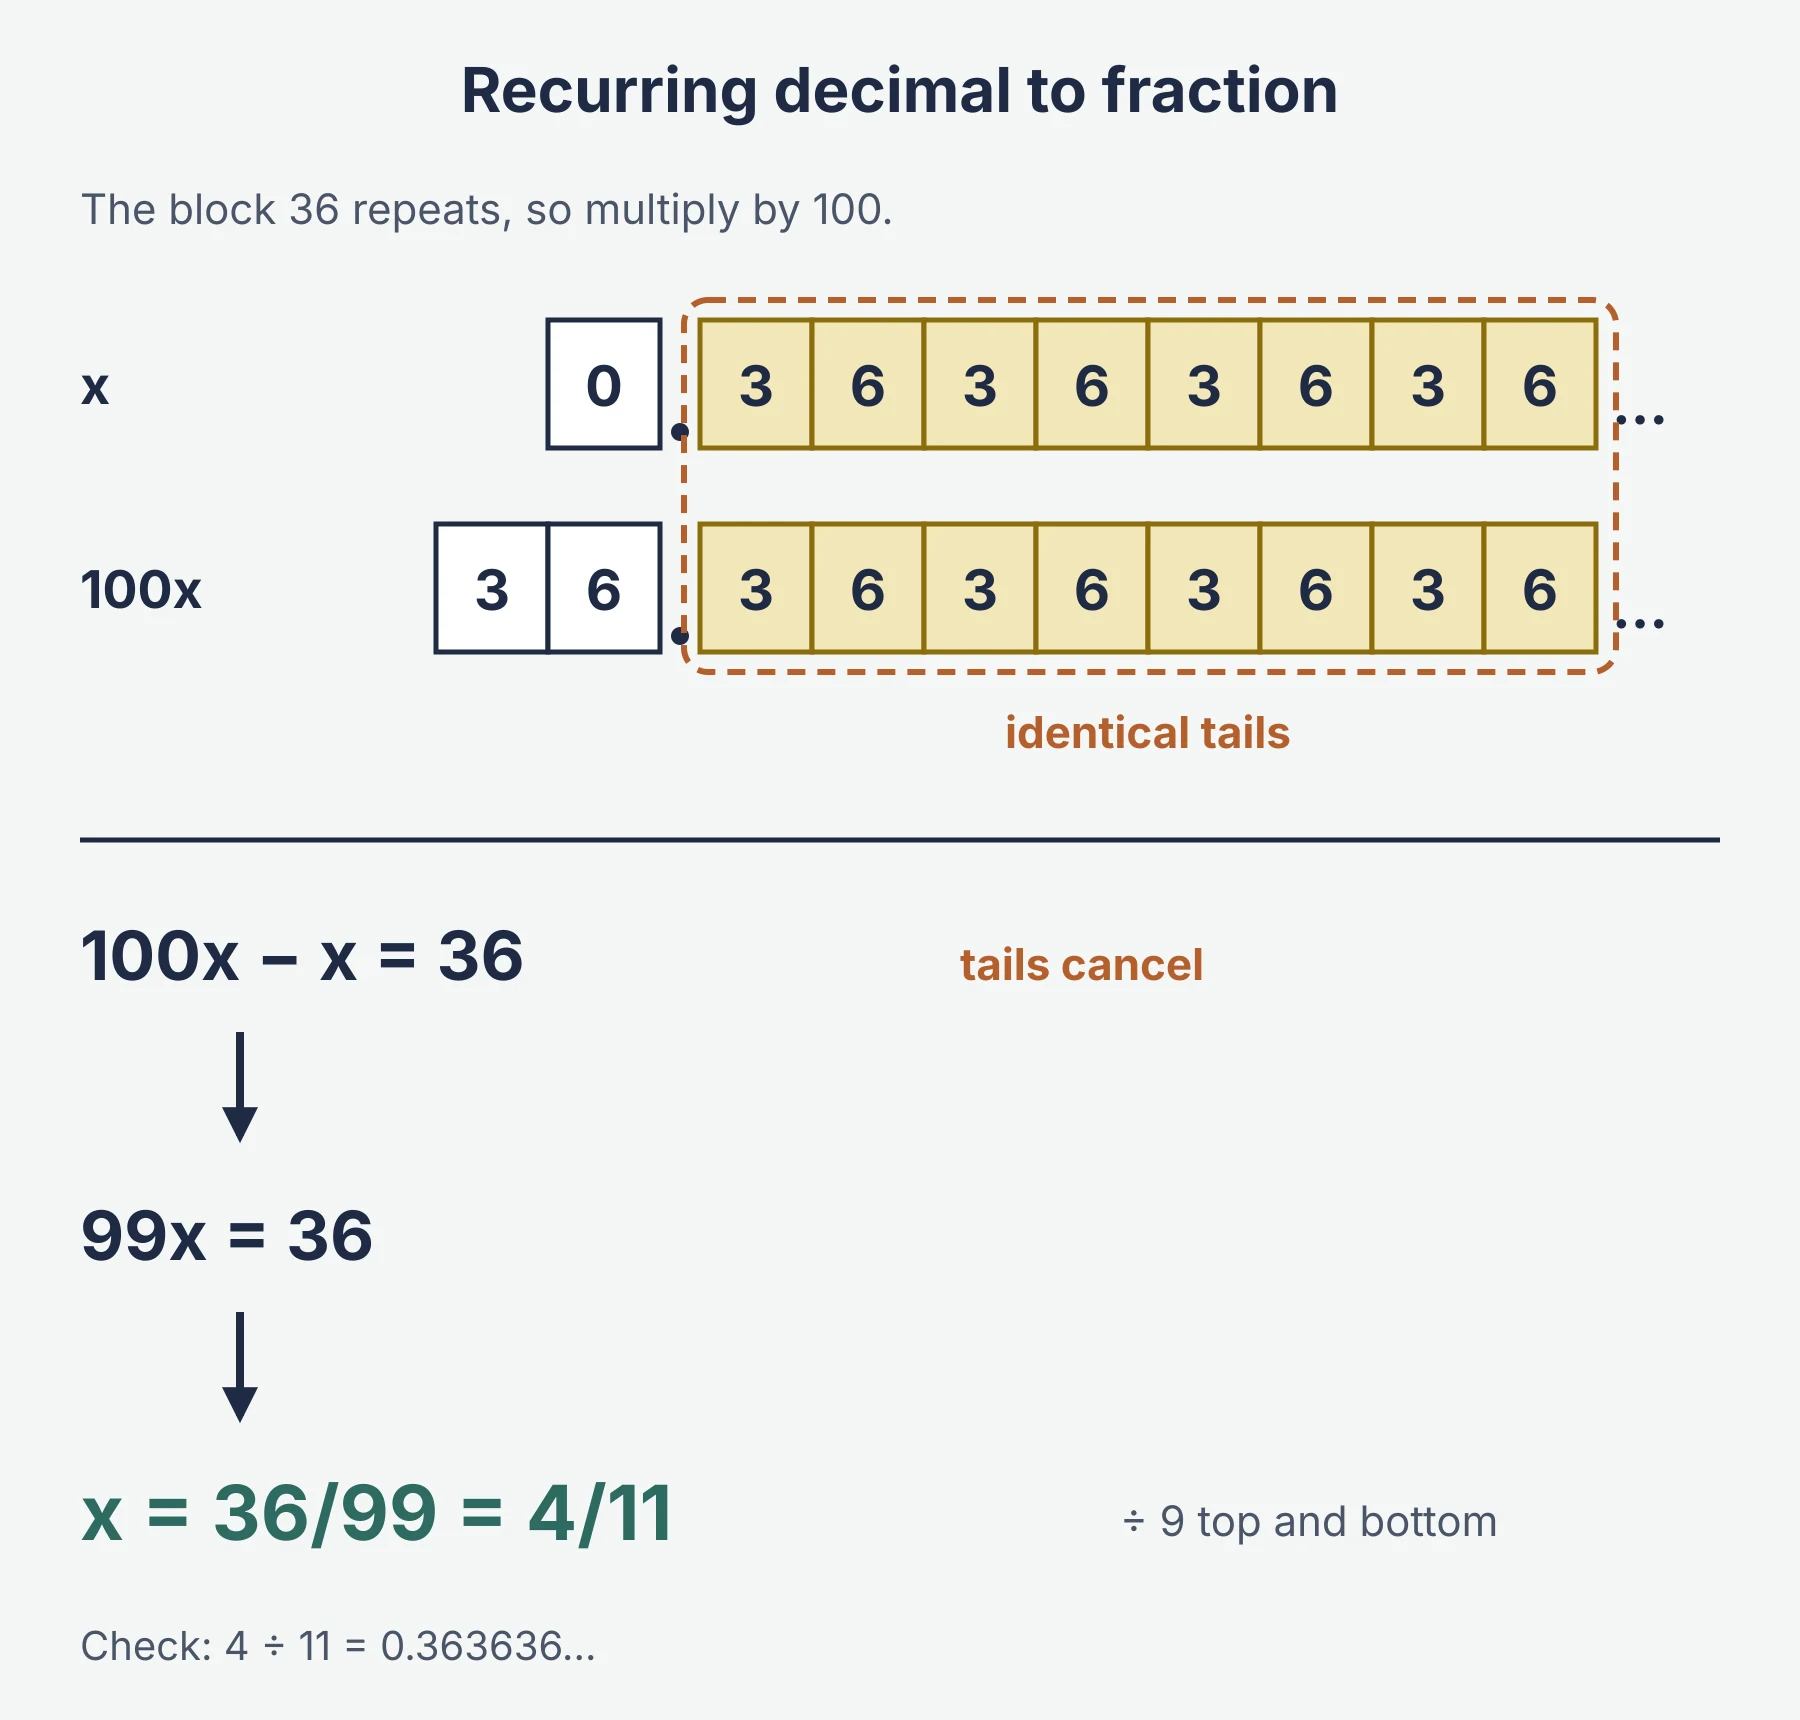 Recurring decimal to fraction
The block 36 repeats, so multiply by 100.
x 0 . 3 6 3 6 3 6 3 6 ...
100x 3 6 . 3 6 3 6 3 6 3 6 ...
identical tails
100x − x = 36 tails cancel
99x = 36
x = 36/99 = 4/11 ÷ 9 top and bottom
Check: 4 ÷ 11 = 0.363636...